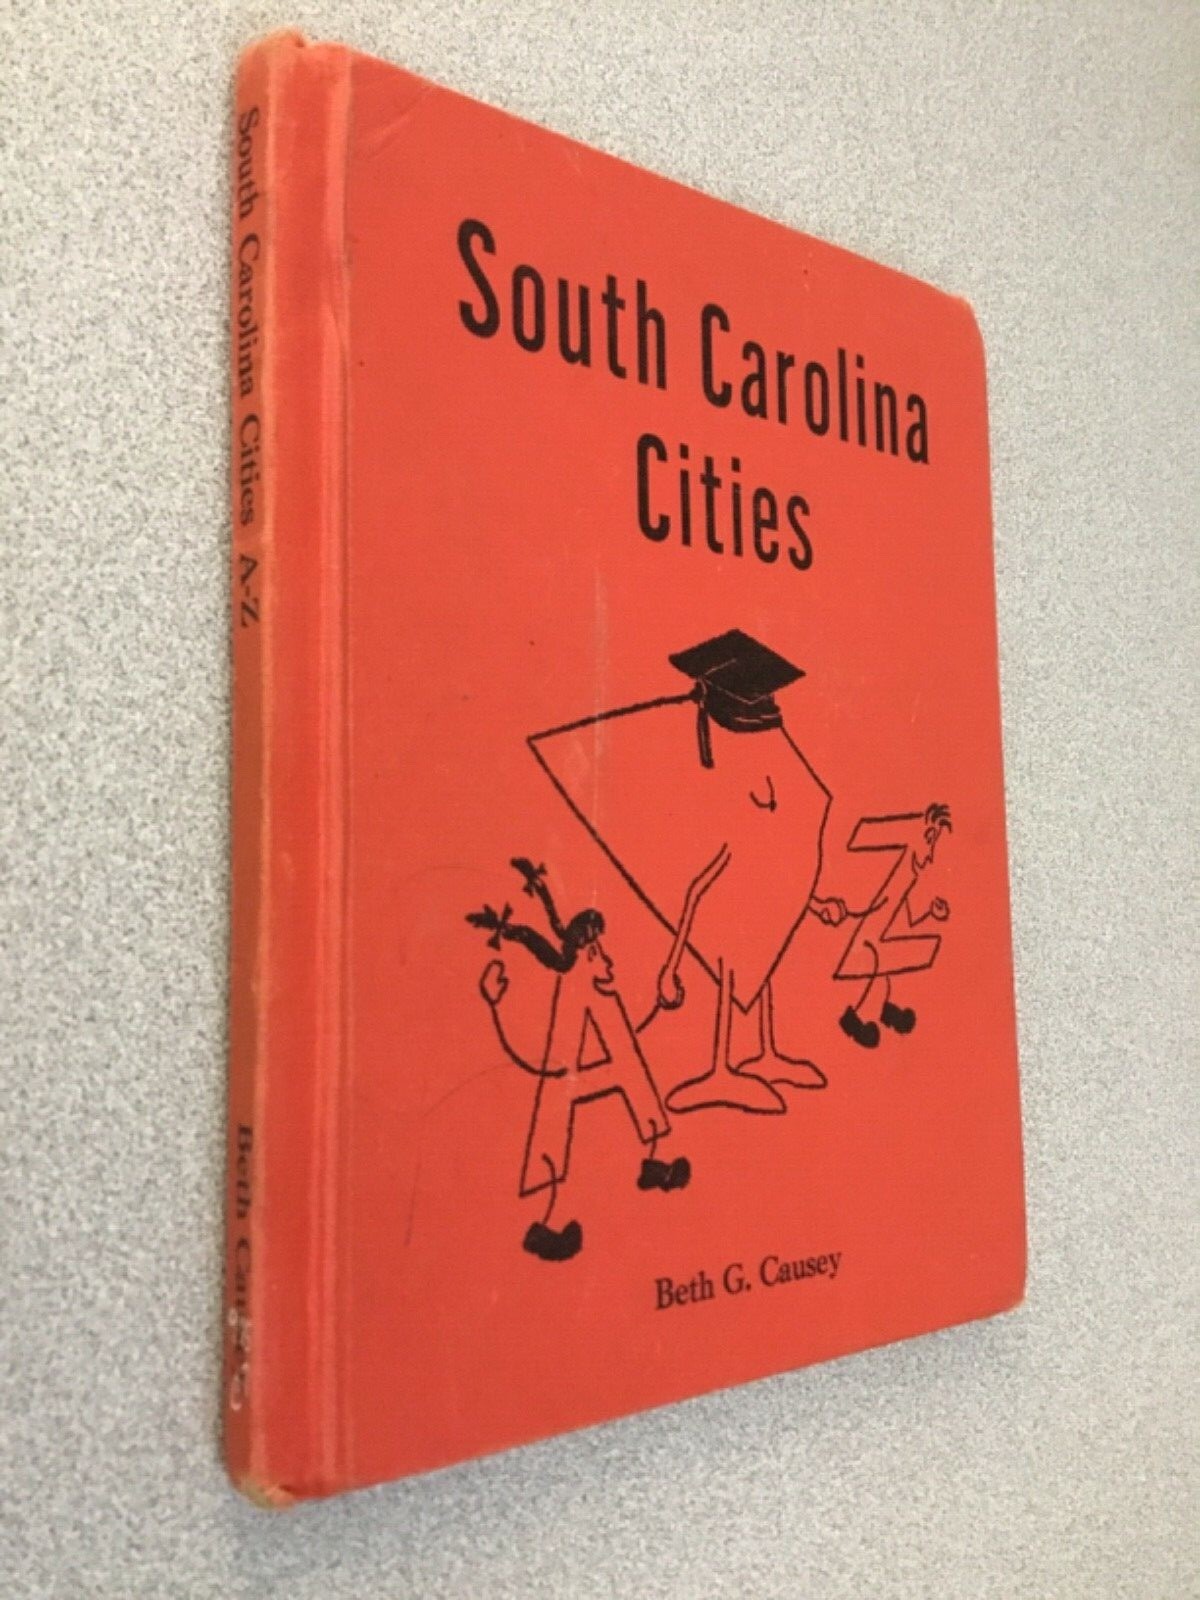 South Carolina Cities A-Z
Beth Causey
South Carolina
Cities
A
Z
Beth G. Causey